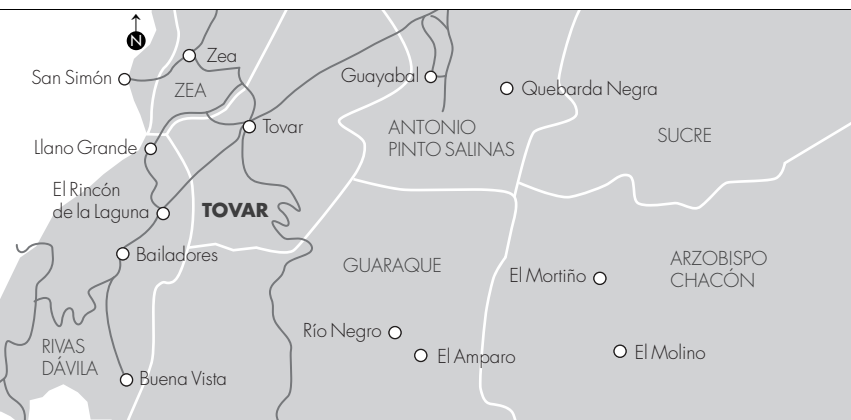 N
Zea
San Simón
ZEA
Guayabal
Quebarda Negra
Tovar
ANTONIO
PINTO SALINAS
SUCRE
Llano Grande
El Rincón
de la Laguna
TOVAR
Bailadores
GUARAQUE
ARZOBISPO
CHACÓN
El Mortiño
Río Negro
El Amparo
El Molino
RIVAS
DÁVILA
Buena Vista